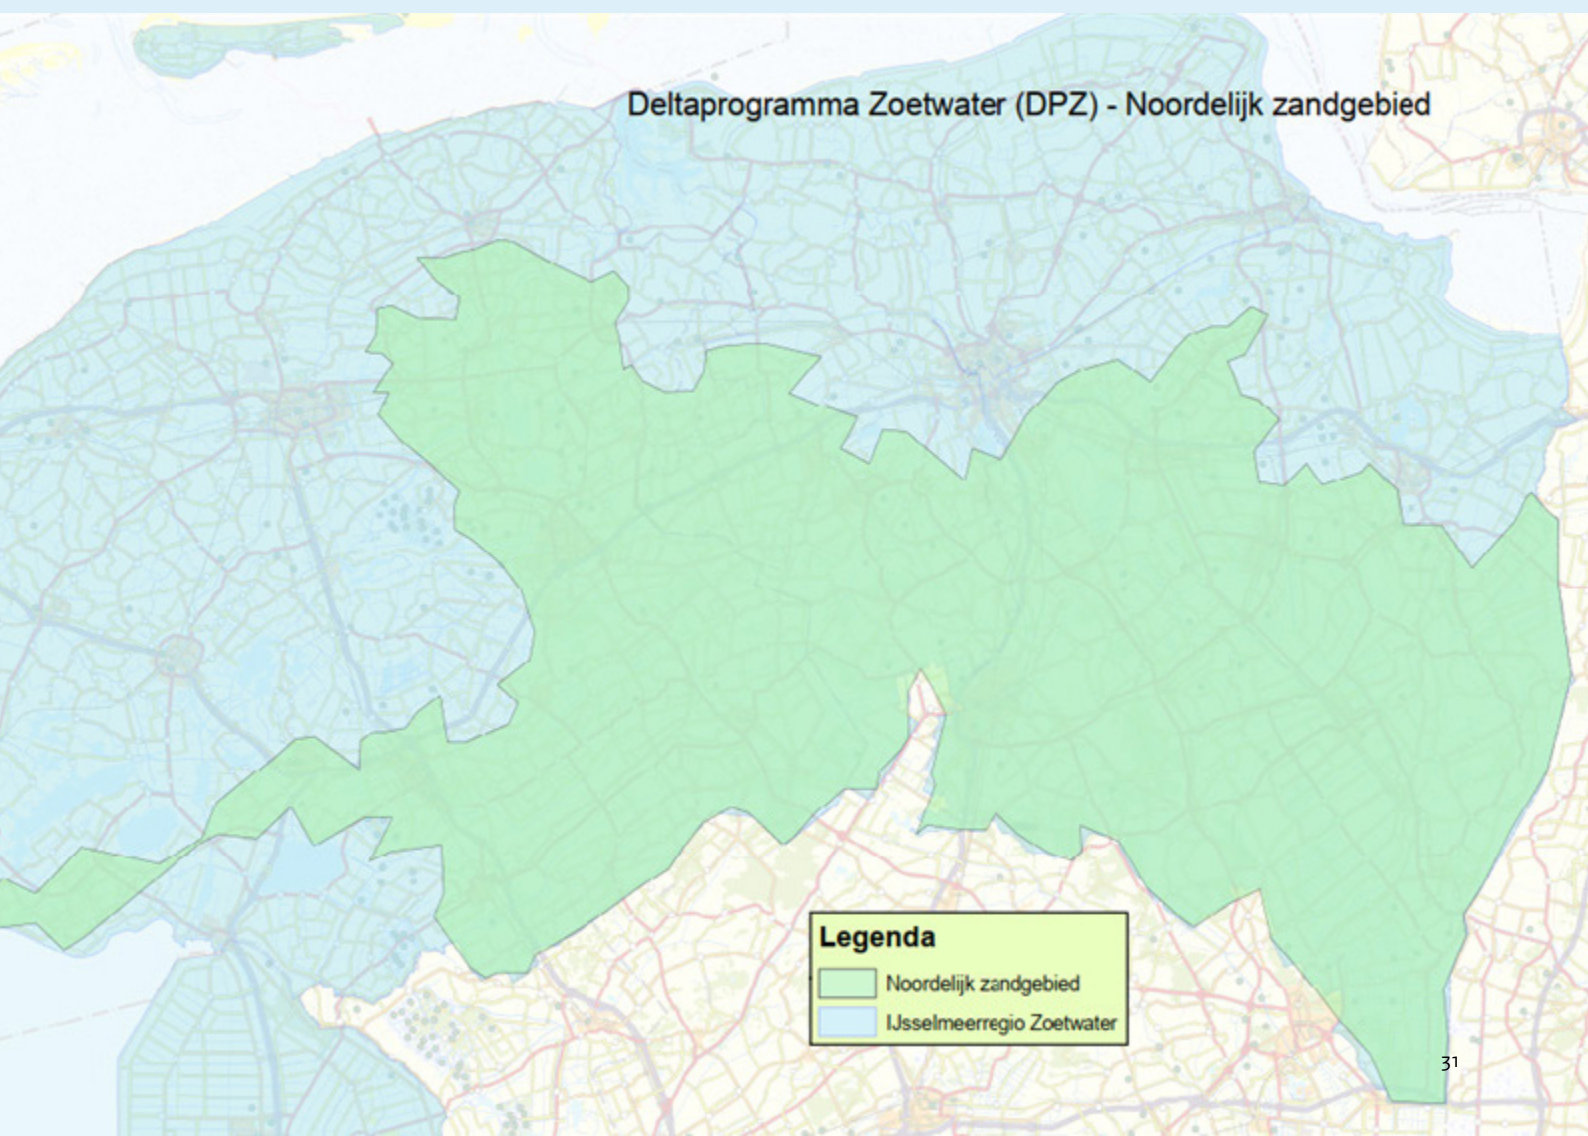 Deltaprogramma Zoetwater (DPZ) - Noordelijk zandgebied
Legenda
Noordelijk zandgebied
IJsselmeerregio Zoetwater
31